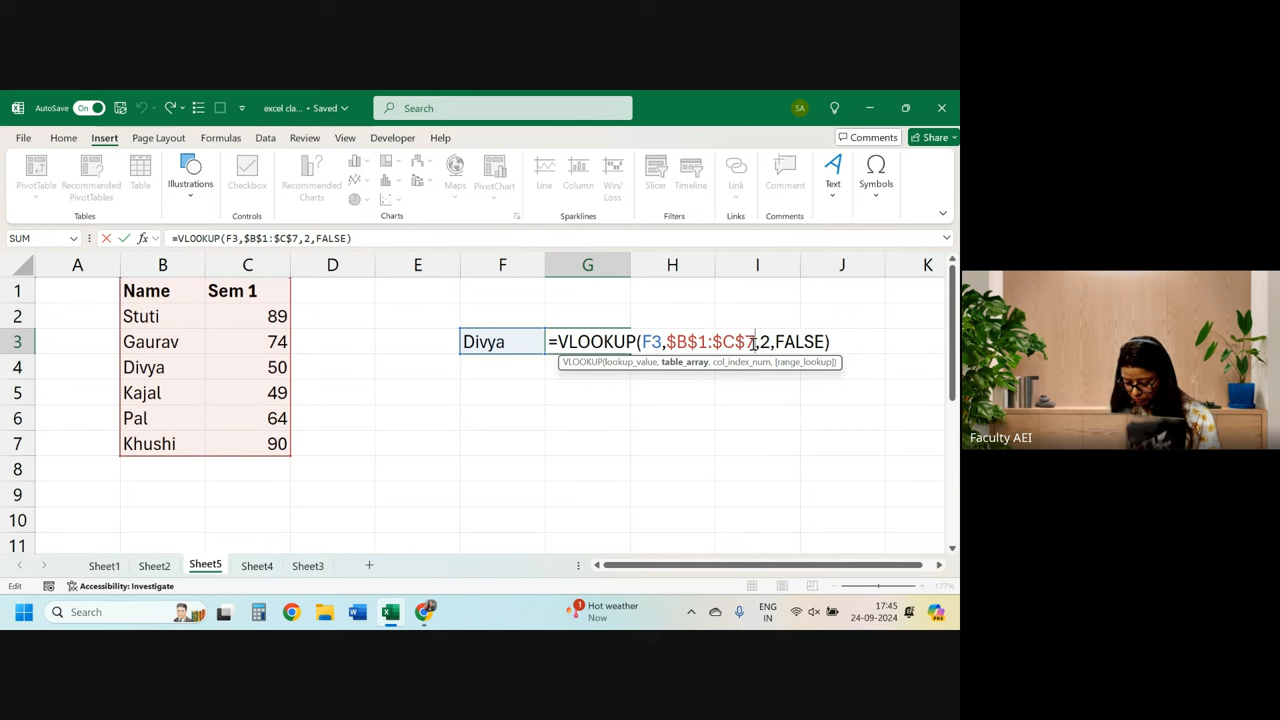 AutoSave On excel cla... • Saved Search SA
File Home Insert Page Layout Formulas Data Review View Developer Help Comments Share
PivotTable Recommended PivotTables Table Illustrations Checkbox Recommended Charts Maps PivotChart Line Column Win/Loss Slicer Timeline Link Comment Text Symbols
Tables Controls Charts Sparklines Filters Links Comments
SUM fx =VLOOKUP(F3,$B$1:$C$7,2,FALSE)
A B C D E F G H I J K
1 Name Sem 1
2 Stuti 89
3 Gaurav 74 Divya =VLOOKUP(F3,$B$1:$C$7,2,FALSE)
VLOOKUP(lookup_value, table_array, col_index_num, [range_lookup])
4 Divya 50
5 Kajal 49
6 Pal 64
7 Khushi 90
8
9
10
11
Faculty AEI
Sheet1 Sheet2 Sheet5 Sheet4 Sheet3
Edit Accessibility: Investigate 177%
Search 1 Hot weather ENG 17:45
Now IN 24-09-2024